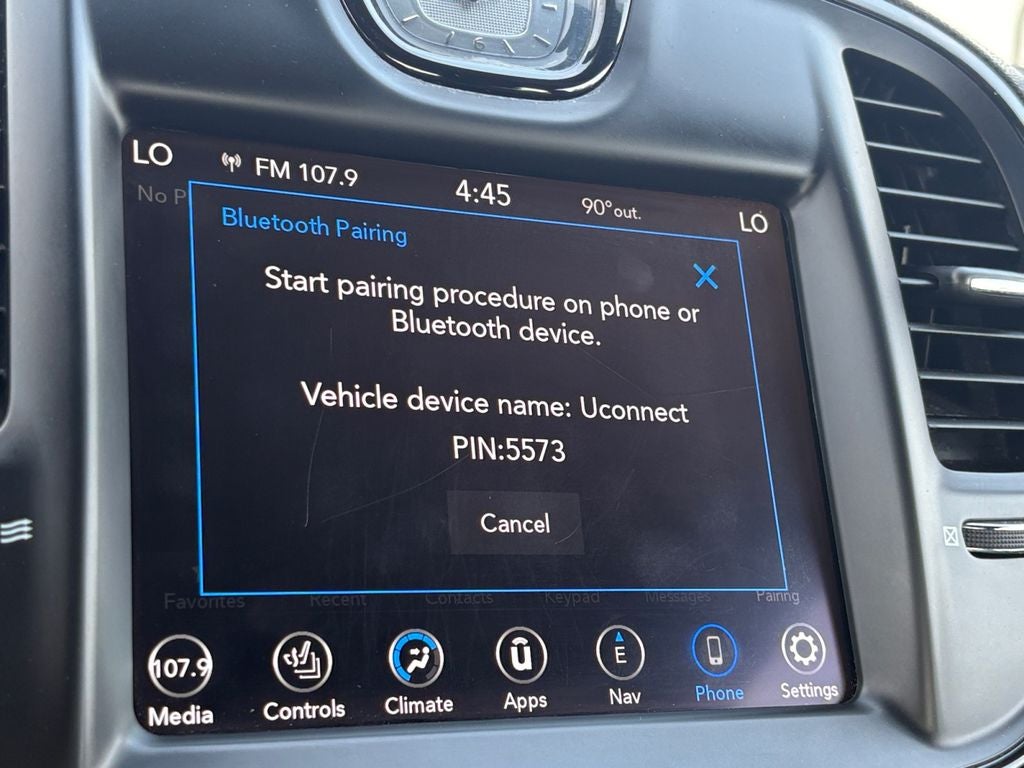 6
LO FM 107.9 4:45 90° out. LO
No P
Bluetooth Pairing
Start pairing procedure on phone or
Bluetooth device.
Vehicle device name: Uconnect
PIN:5573
Cancel
Favorites Recent Contacts Keypad Messages Pairing
107.9 E
Media Controls Climate Apps Nav Phone Settings